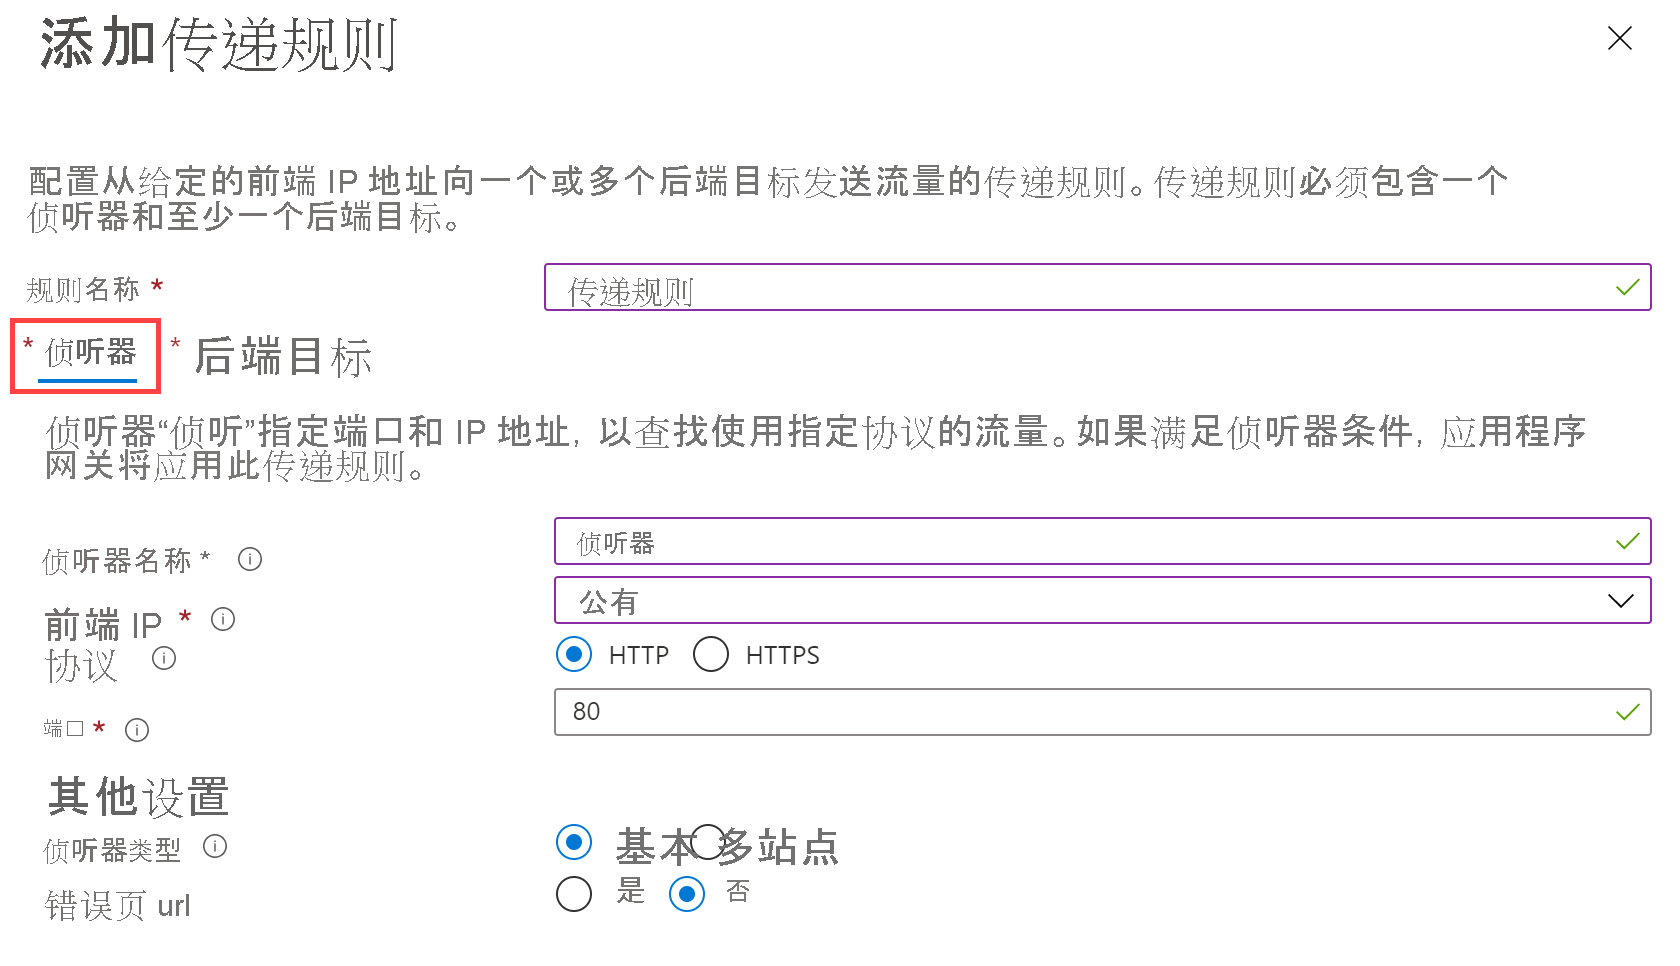 添加传递规则
配置从给定的前端 IP 地址向一个或多个后端目标发送流量的传递规则。传递规则必须包含一个
侦听器和至少一个后端目标。
规则名称 *
传递规则
* 侦听器 * 后端目标
侦听器“侦听”指定端口和 IP 地址, 以查找使用指定协议的流量。如果满足侦听器条件, 应用程序
网关将应用此传递规则。
侦听器名称 *
侦听器
前端 IP *
公有
协议
HTTP HTTPS
端口 *
80
其他设置
侦听器类型
基本 多站点
错误页 url
是 否